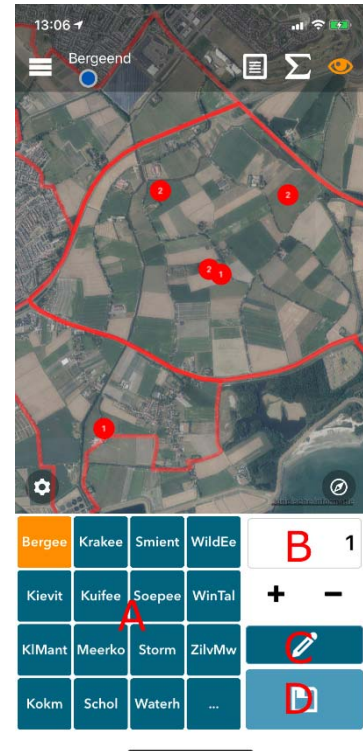 13:06
Bergeend
2
2
2 1
1
Bergee Krakee Smient WildEe
B 1
Kievit Kuifee Soepee WinTal
+ −
A
KlMant Meerko Storm ZilvMw
C
Kokm Schol Waterh ...
D